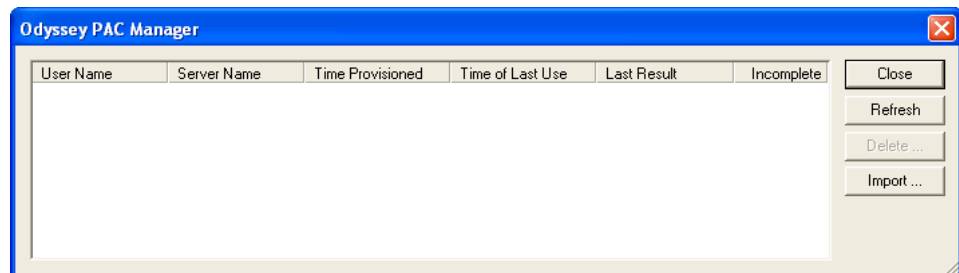 Odyssey PAC Manager
User Name Server Name Time Provisioned Time of Last Use Last Result Incomplete
Close
Refresh
Delete ...
Import ...